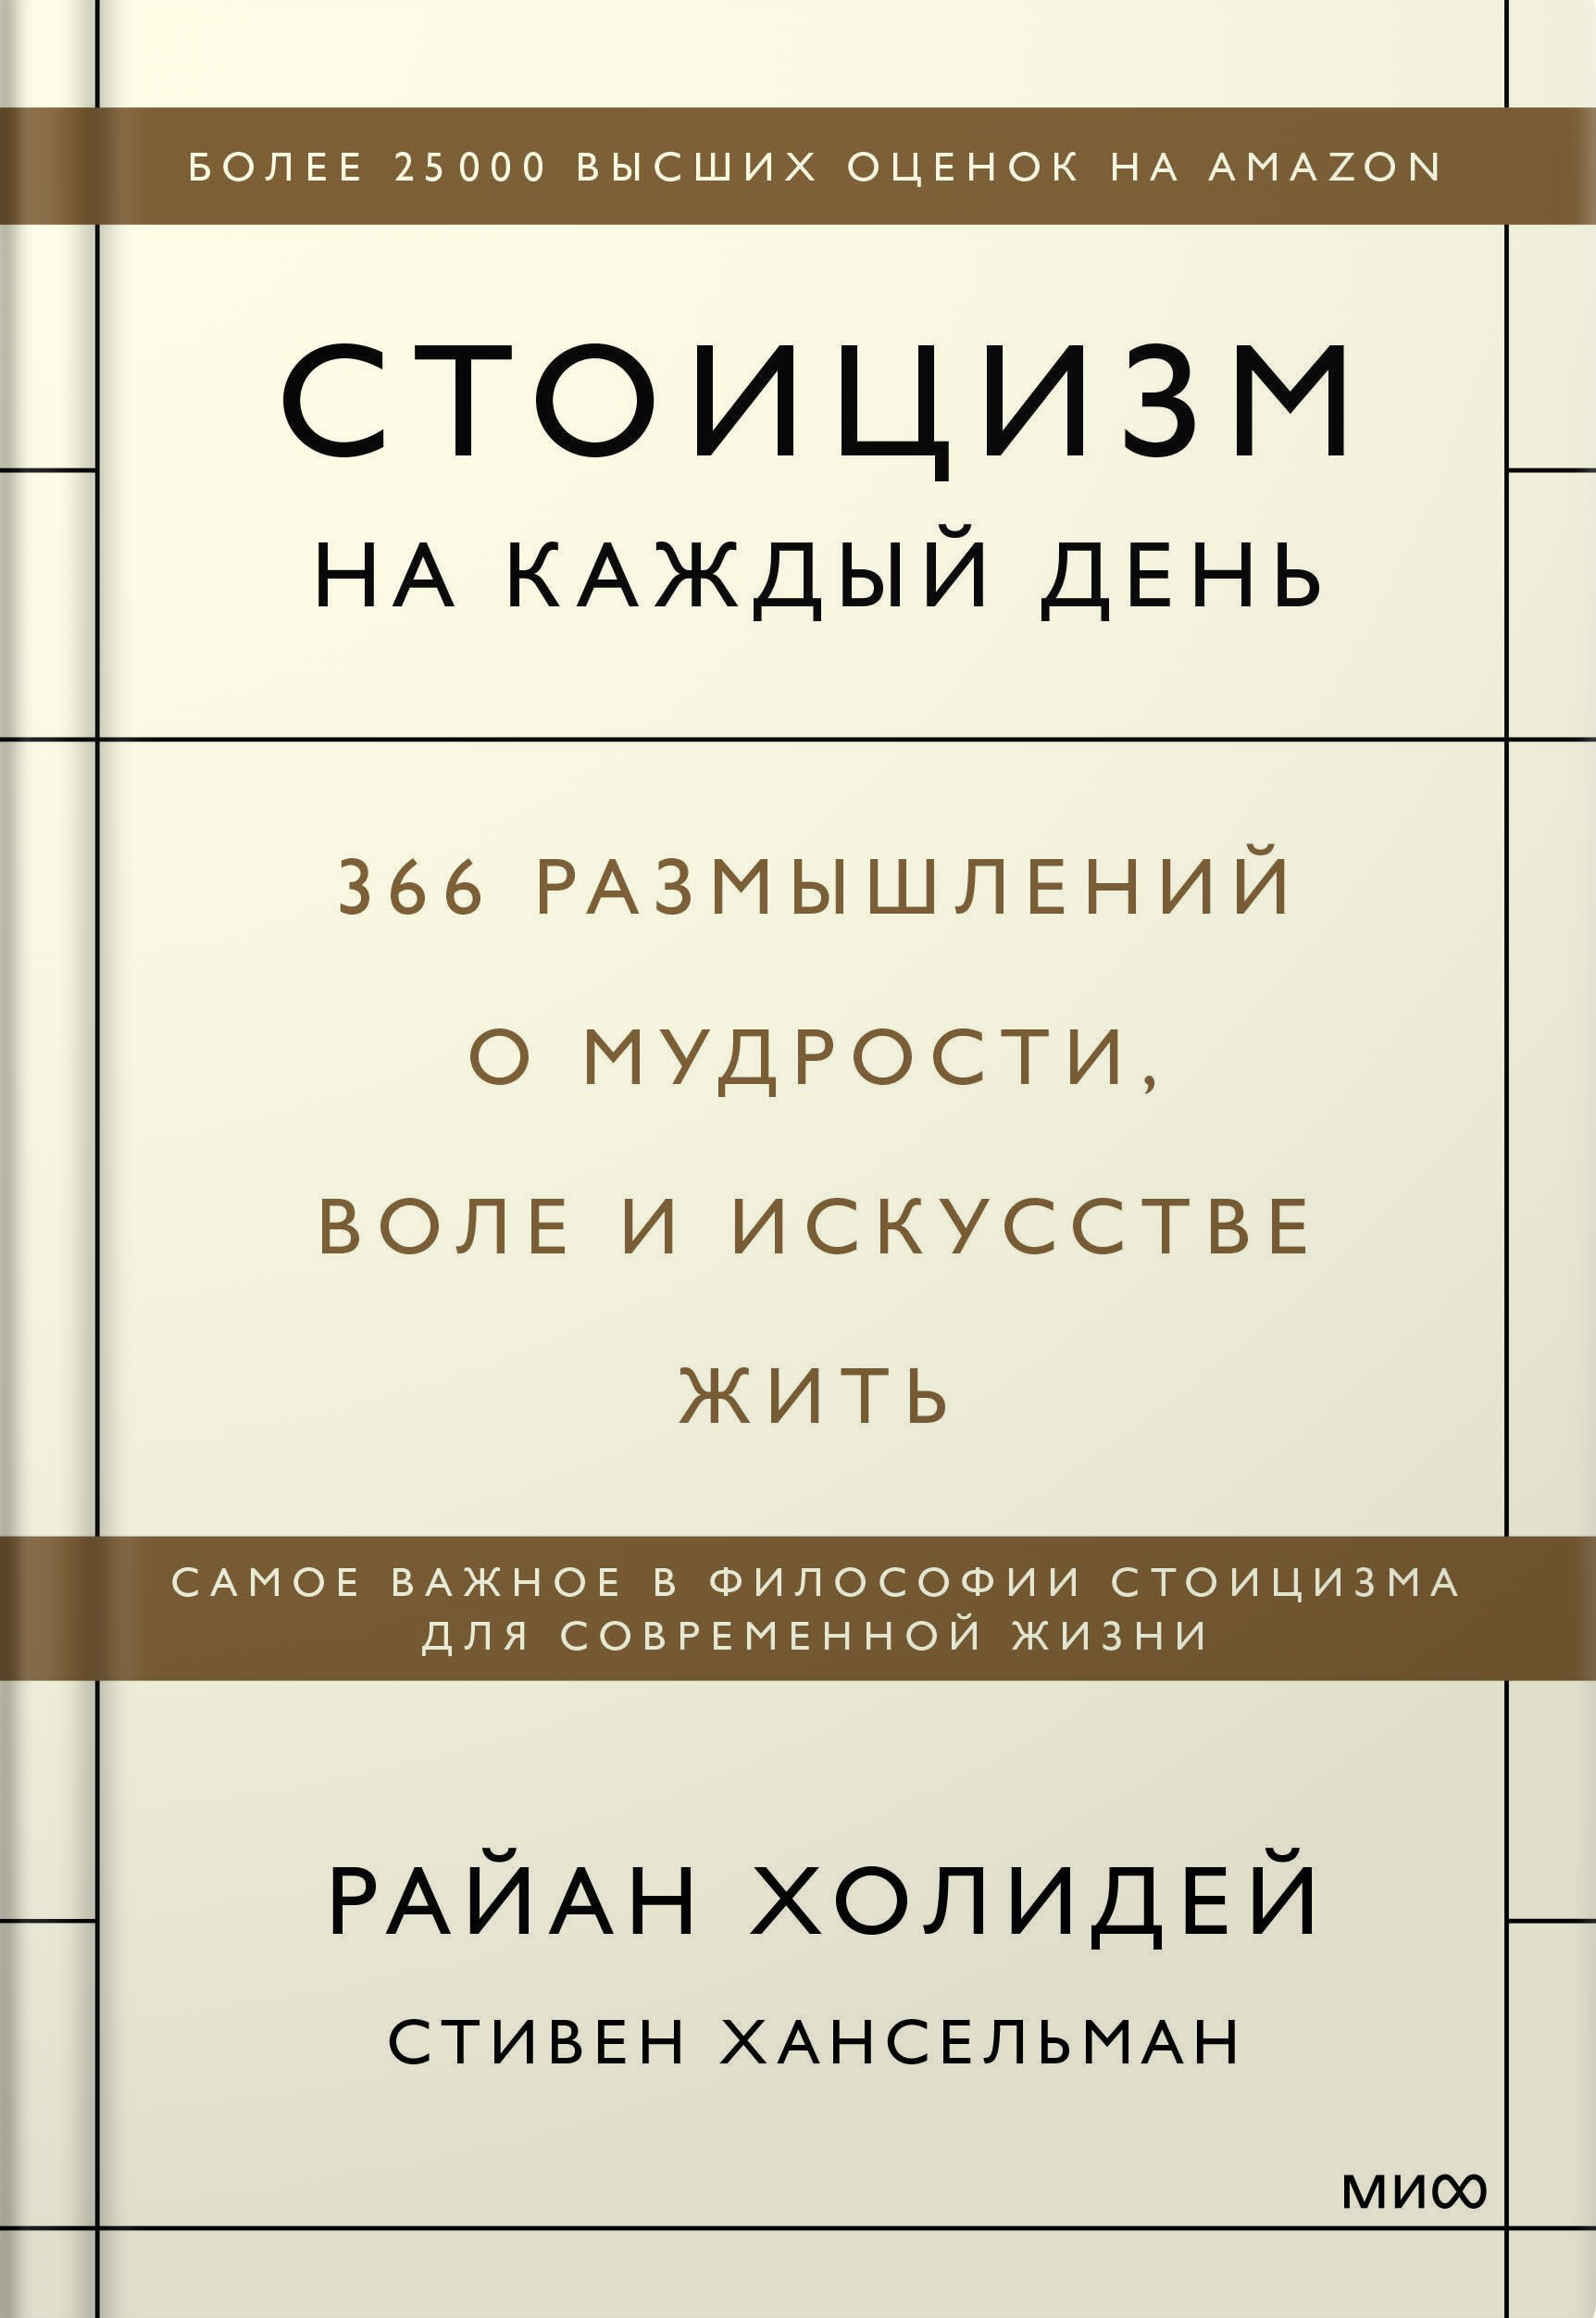 БОЛЕЕ 25000 ВЫСШИХ ОЦЕНОК НА AMAZON
СТОИЦИЗМ
НА КАЖДЫЙ ДЕНЬ
366 РАЗМЫШЛЕНИЙ
О МУДРОСТИ,
ВОЛЕ И ИСКУССТВЕ
ЖИТЬ
САМОЕ ВАЖНОЕ В ФИЛОСОФИИ СТОИЦИЗМА
ДЛЯ СОВРЕМЕННОЙ ЖИЗНИ
РАЙАН ХОЛИДЕЙ
СТИВЕН ХАНСЕЛЬМАН
МИ∞